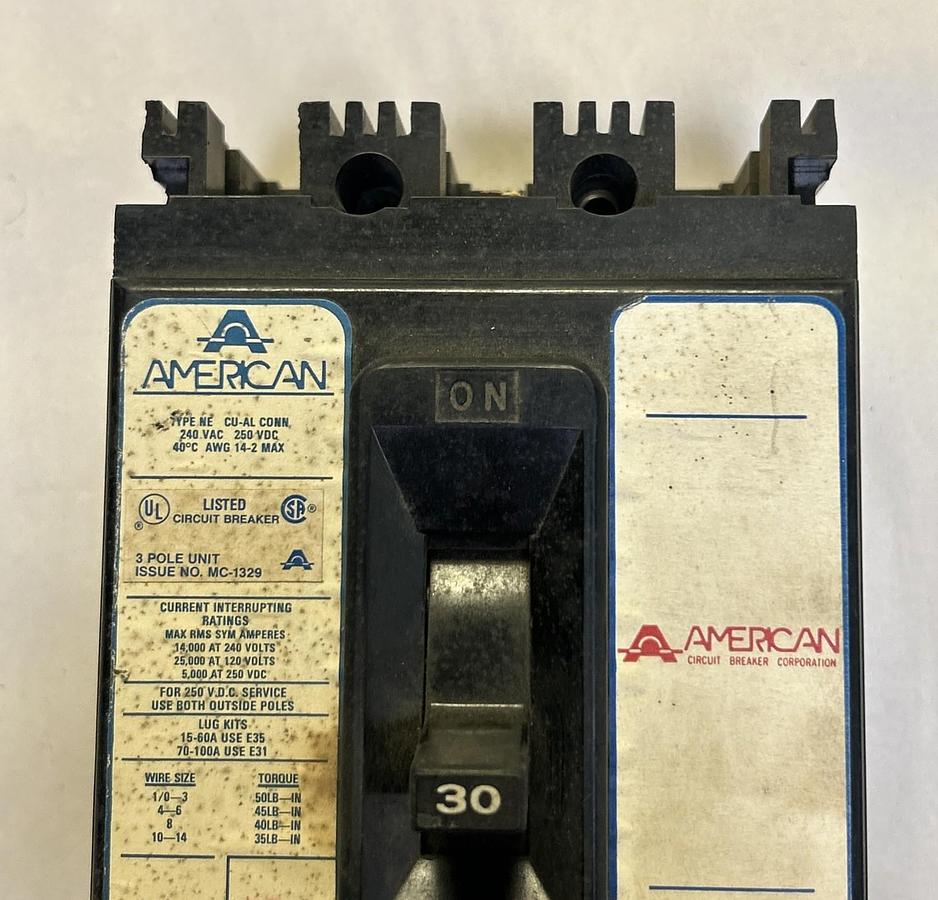 AMERICAN
TYPE NE CU-AL CONN.
240 VAC 250 VDC
40°C AWG 14-2 MAX
UL ® LISTED SA ®
CIRCUIT BREAKER
3 POLE UNIT
ISSUE NO. MC-1329
CURRENT INTERRUPTING
RATINGS
MAX RMS SYM AMPERES
14,000 AT 240 VOLTS
25,000 AT 120 VOLTS
5,000 AT 250 VDC
FOR 250 V.D.C. SERVICE
USE BOTH OUTSIDE POLES
LUG KITS
15-60A USE E35
70-100A USE E31
WIRE SIZE TORQUE
1/0—3 50LB—IN
4—6 45LB—IN
8 40LB—IN
10—14 35LB—IN
ON
30
AMERICAN
CIRCUIT BREAKER CORPORATION